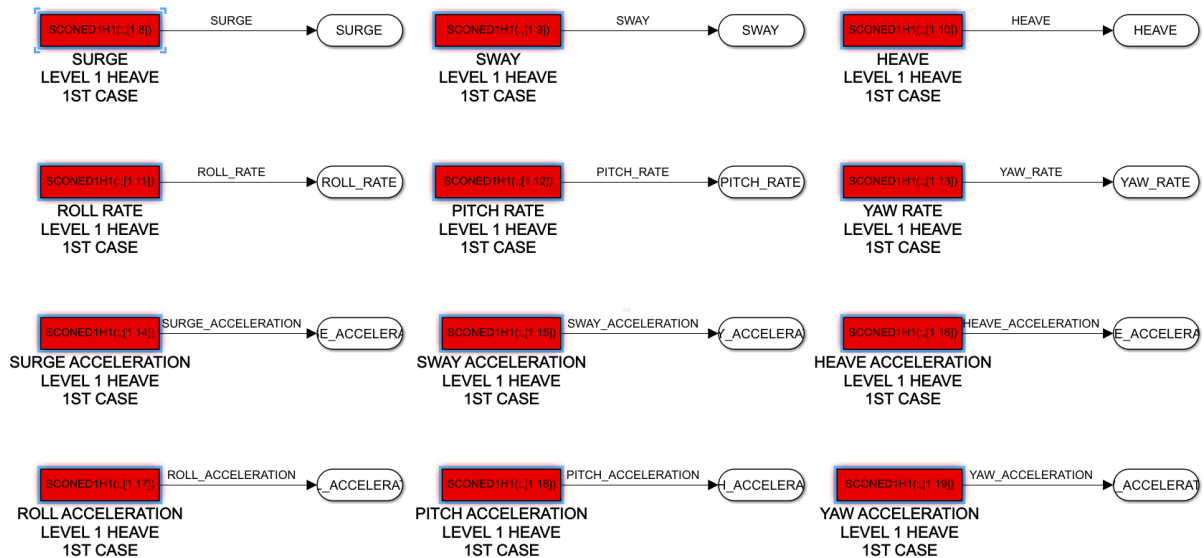 SCONED1H1(:,[1 8]) SURGE SURGE
SURGE
LEVEL 1 HEAVE
1ST CASE
SCONED1H1(:,[1 9]) SWAY SWAY
SWAY
LEVEL 1 HEAVE
1ST CASE
SCONED1H1(:,[1 10]) HEAVE HEAVE
HEAVE
LEVEL 1 HEAVE
1ST CASE
SCONED1H1(:,[1 11]) ROLL_RATE ROLL_RATE
ROLL RATE
LEVEL 1 HEAVE
1ST CASE
SCONED1H1(:,[1 12]) PITCH_RATE PITCH_RATE
PITCH RATE
LEVEL 1 HEAVE
1ST CASE
SCONED1H1(:,[1 13]) YAW_RATE YAW_RATE
YAW RATE
LEVEL 1 HEAVE
1ST CASE
SCONED1H1(:,[1 14]) SURGE_ACCELERATION E_ACCELERA
SURGE ACCELERATION
LEVEL 1 HEAVE
1ST CASE
SCONED1H1(:,[1 15]) SWAY_ACCELERATION Y_ACCELERA
SWAY ACCELERATION
LEVEL 1 HEAVE
1ST CASE
SCONED1H1(:,[1 16]) HEAVE_ACCELERATION E_ACCELERA
HEAVE ACCELERATION
LEVEL 1 HEAVE
1ST CASE
SCONED1H1(:,[1 17]) ROLL_ACCELERATION L_ACCELERAT
ROLL ACCELERATION
LEVEL 1 HEAVE
1ST CASE
SCONED1H1(:,[1 18]) PITCH_ACCELERATION H_ACCELERA
PITCH ACCELERATION
LEVEL 1 HEAVE
1ST CASE
SCONED1H1(:,[1 19]) YAW_ACCELERATION _ACCELERAT
YAW ACCELERATION
LEVEL 1 HEAVE
1ST CASE